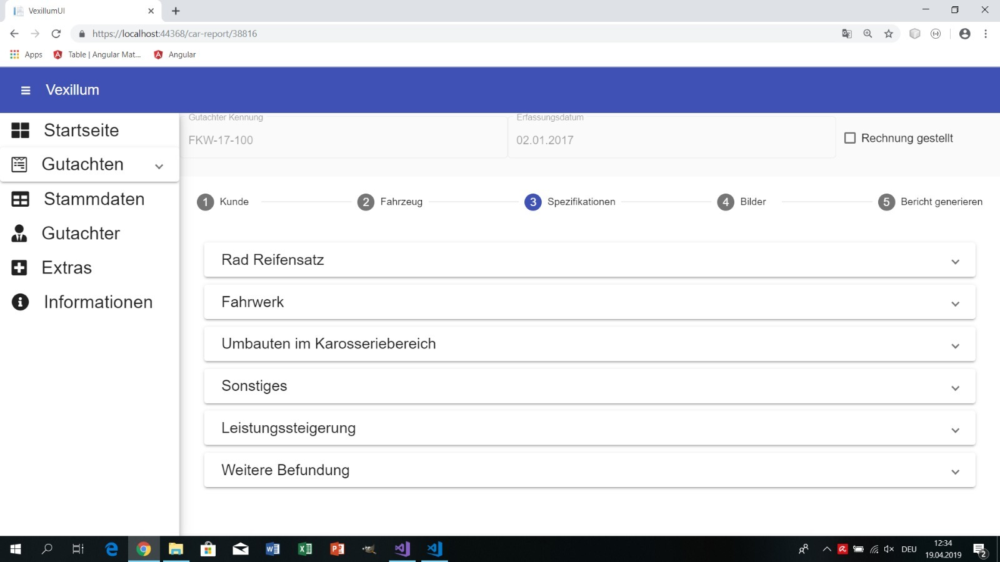 VexillumUI
https://localhost:44368/car-report/38816
Apps
Table | Angular Mat...
Angular
Vexillum
Startseite
Gutachten
Stammdaten
Gutachter
Extras
Informationen
Gutachter Kennung
FKW-17-100
Erfassungsdatum
02.01.2017
Rechnung gestellt
1 Kunde
2 Fahrzeug
3 Spezifikationen
4 Bilder
5 Bericht generieren
Rad Reifensatz
Fahrwerk
Umbauten im Karosseriebereich
Sonstiges
Leistungssteigerung
Weitere Befundung
DEU
12:34
19.04.2019
2